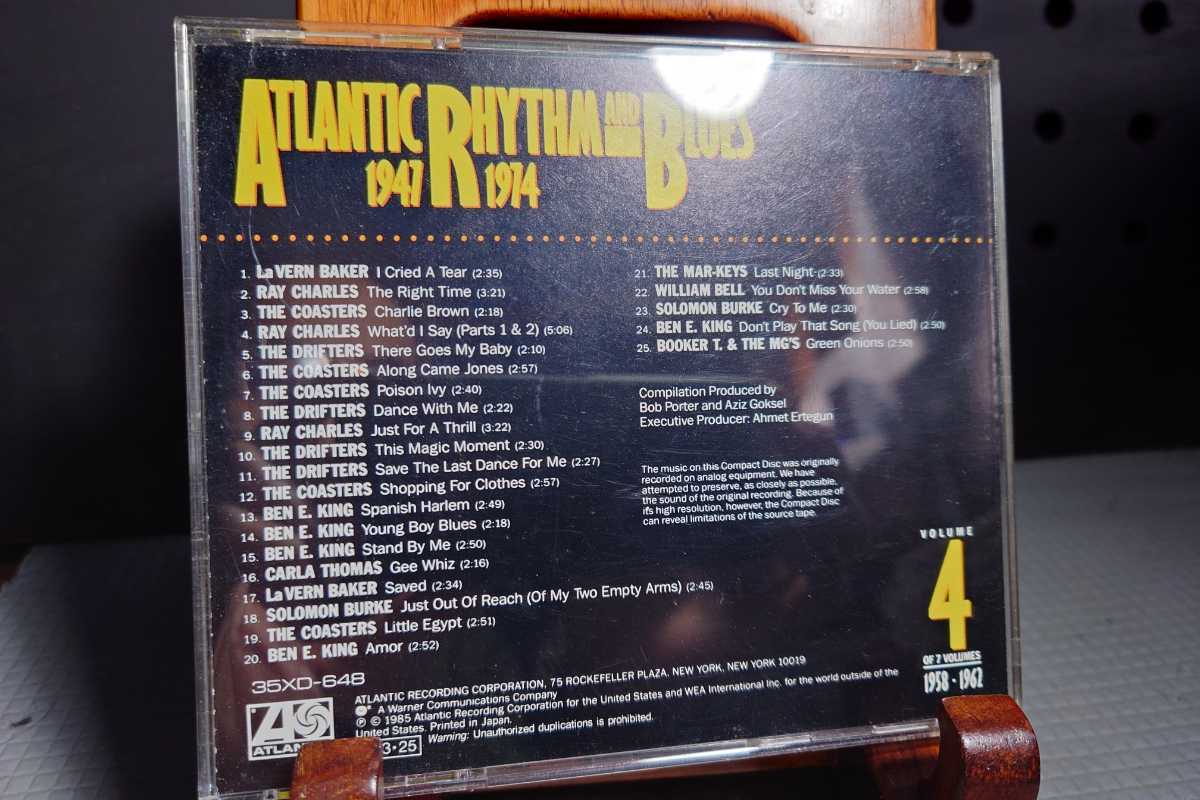 ATLANTIC RHYTHM AND BLUES
1947 1974
1. LaVERN BAKER I Cried A Tear (2:35)
2. RAY CHARLES The Right Time (3:21)
3. THE COASTERS Charlie Brown (2:18)
4. RAY CHARLES What'd I Say (Parts 1 & 2) (5:06)
5. THE DRIFTERS There Goes My Baby (2:10)
6. THE COASTERS Along Came Jones (2:57)
7. THE COASTERS Poison Ivy (2:40)
8. THE DRIFTERS Dance With Me (2:22)
9. RAY CHARLES Just For A Thrill (3:22)
10. THE DRIFTERS This Magic Moment (2:30)
11. THE DRIFTERS Save The Last Dance For Me (2:27)
12. THE COASTERS Shopping For Clothes (2:57)
13. BEN E. KING Spanish Harlem (2:49)
14. BEN E. KING Young Boy Blues (2:18)
15. BEN E. KING Stand By Me (2:50)
16. CARLA THOMAS Gee Whiz (2:16)
17. LaVERN BAKER Saved (2:34)
18. SOLOMON BURKE Just Out Of Reach (Of My Two Empty Arms) (2:45)
19. THE COASTERS Little Egypt (2:51)
20. BEN E. KING Amor (2:52)
21. THE MAR-KEYS Last Night (2:33)
22. WILLIAM BELL You Don't Miss Your Water (2:58)
23. SOLOMON BURKE Cry To Me (2:30)
24. BEN E. KING Don't Play That Song (You Lied) (2:50)
25. BOOKER T. & THE MG'S Green Onions (2:50)
Compilation Produced by
Bob Porter and Aziz Goksel
Executive Producer: Ahmet Ertegun
The music on this Compact Disc was originally
recorded on analog equipment. We have
attempted to preserve, as closely as possible,
the sound of the original recording. Because of
its high resolution, however, the Compact Disc
can reveal limitations of the source tape.
VOLUME
4
OF 7 VOLUMES
1958 • 1962
35XD-648
ATLANTIC RECORDING CORPORATION, 75 ROCKEFELLER PLAZA, NEW YORK, NEW YORK 10019
A Warner Communications Company
℗ © 1985 Atlantic Recording Corporation for the United States and WEA International Inc. for the world outside of the
United States. Printed in Japan.
Warning: Unauthorized duplications is prohibited.
ATLAN
3•25